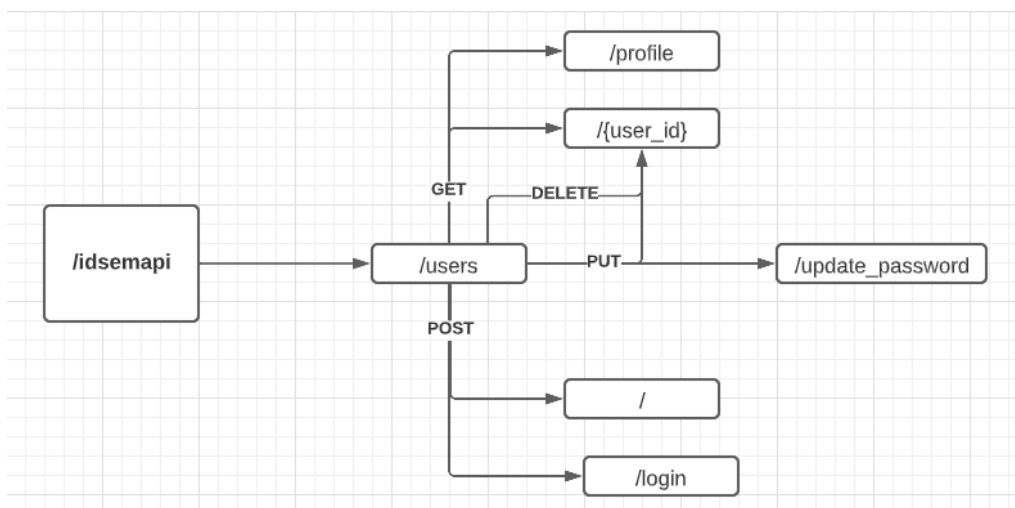 /profile
/{user_id}
GET
DELETE
/idsemapi
/users
PUT
/update_password
POST
/
/login